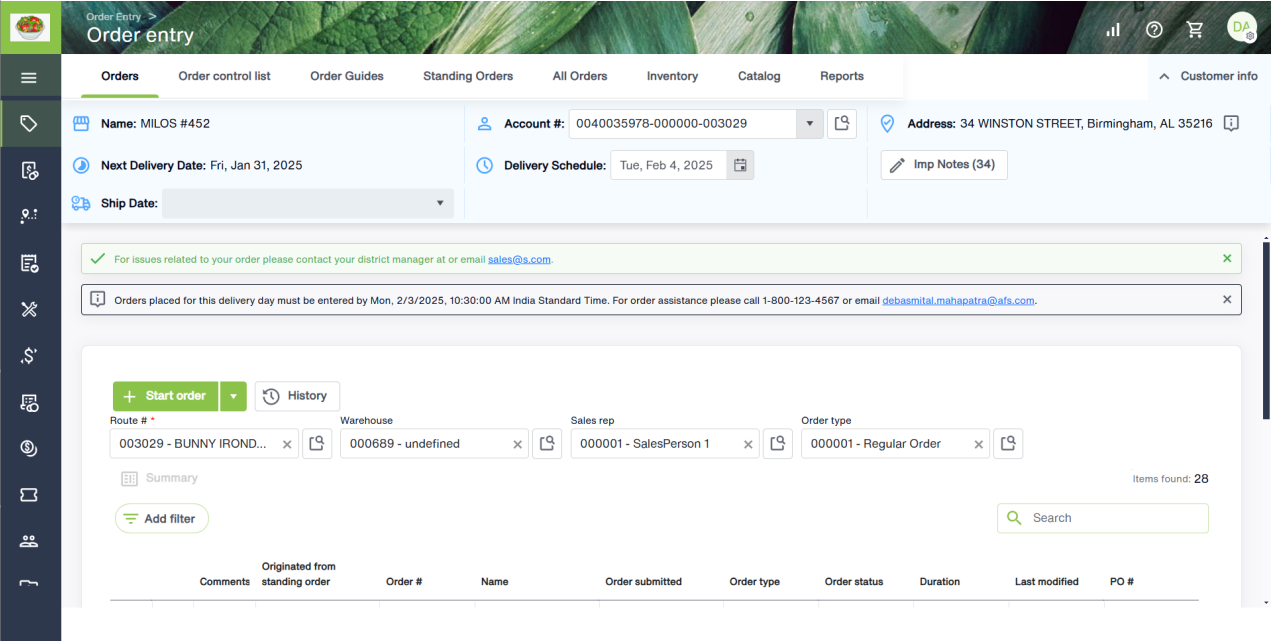 Order Entry >
Order entry
DA
Orders Order control list Order Guides Standing Orders All Orders Inventory Catalog Reports Customer info
Name: MILOS #452 Account #: 0040035978-000000-003029 Address: 34 WINSTON STREET, Birmingham, AL 35216
Next Delivery Date: Fri, Jan 31, 2025 Delivery Schedule: Tue, Feb 4, 2025 Imp Notes (34)
Ship Date:
For issues related to your order please contact your district manager at or email sales@s.com.
Orders placed for this delivery day must be entered by Mon, 2/3/2025, 10:30:00 AM India Standard Time. For order assistance please call 1-800-123-4567 or email debasmital.mahapatra@afs.com.
+ Start order History
Route # * Warehouse Sales rep Order type
003029 - BUNNY IROND... 000689 - undefined 000001 - SalesPerson 1 000001 - Regular Order
Summary Items found: 28
Add filter Search
Originated from
Comments standing order Order # Name Order submitted Order type Order status Duration Last modified PO #